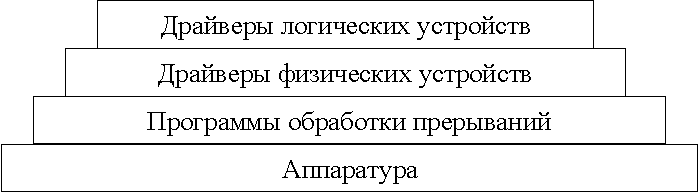 Драйверы логических устройств
Драйверы физических устройств
Программы обработки прерываний
Аппаратура